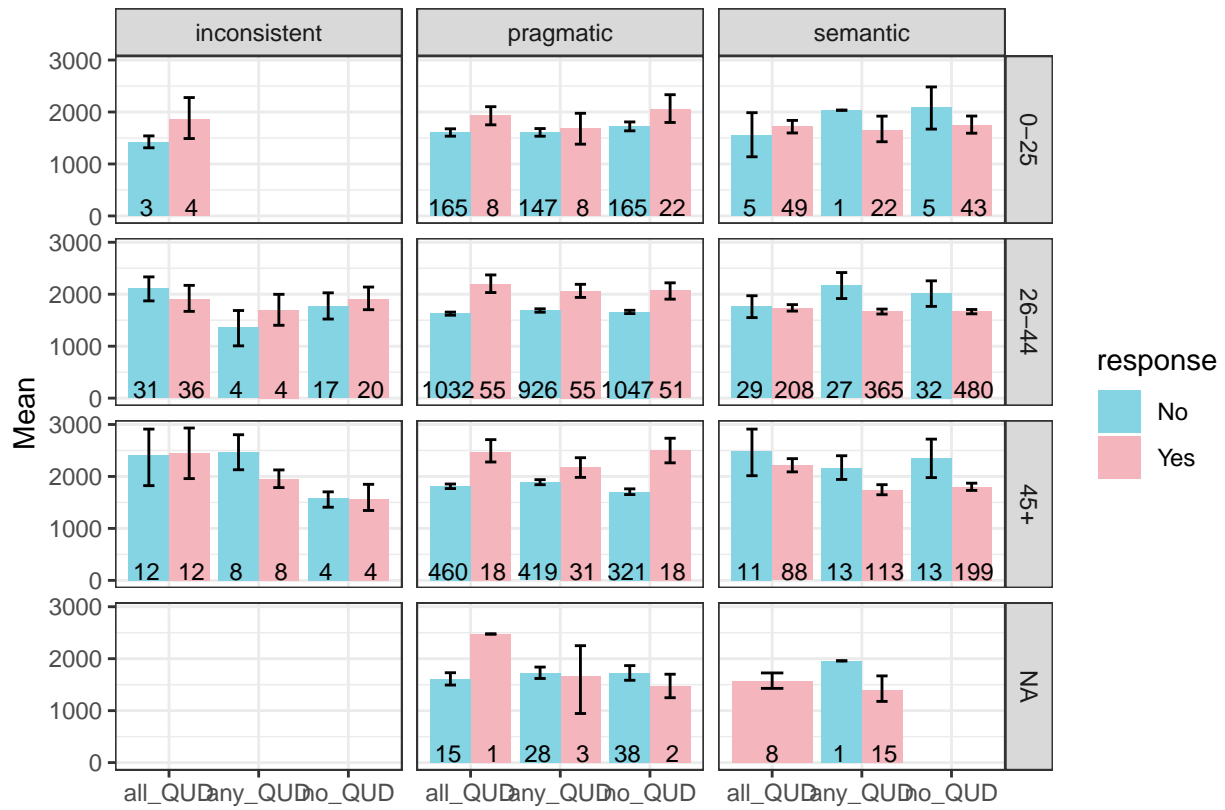 inconsistent pragmatic semantic
3000
2000
1000
0
3 4 165 8 147 8 165 22 5 49 1 22 5 43
0−25
3000
2000
1000
0
31 36 4 4 17 20 1032 55 926 55 1047 51 29 208 27 365 32 480
26−44
3000
2000
1000
0
12 12 8 8 4 4 460 18 419 31 321 18 11 88 13 113 13 199
45+
3000
2000
1000
0
15 1 28 3 38 2 8 1 15
NA
all_QUD any_QUD no_QUD all_QUD any_QUD no_QUD all_QUD any_QUD no_QUD
Mean
response
No
Yes